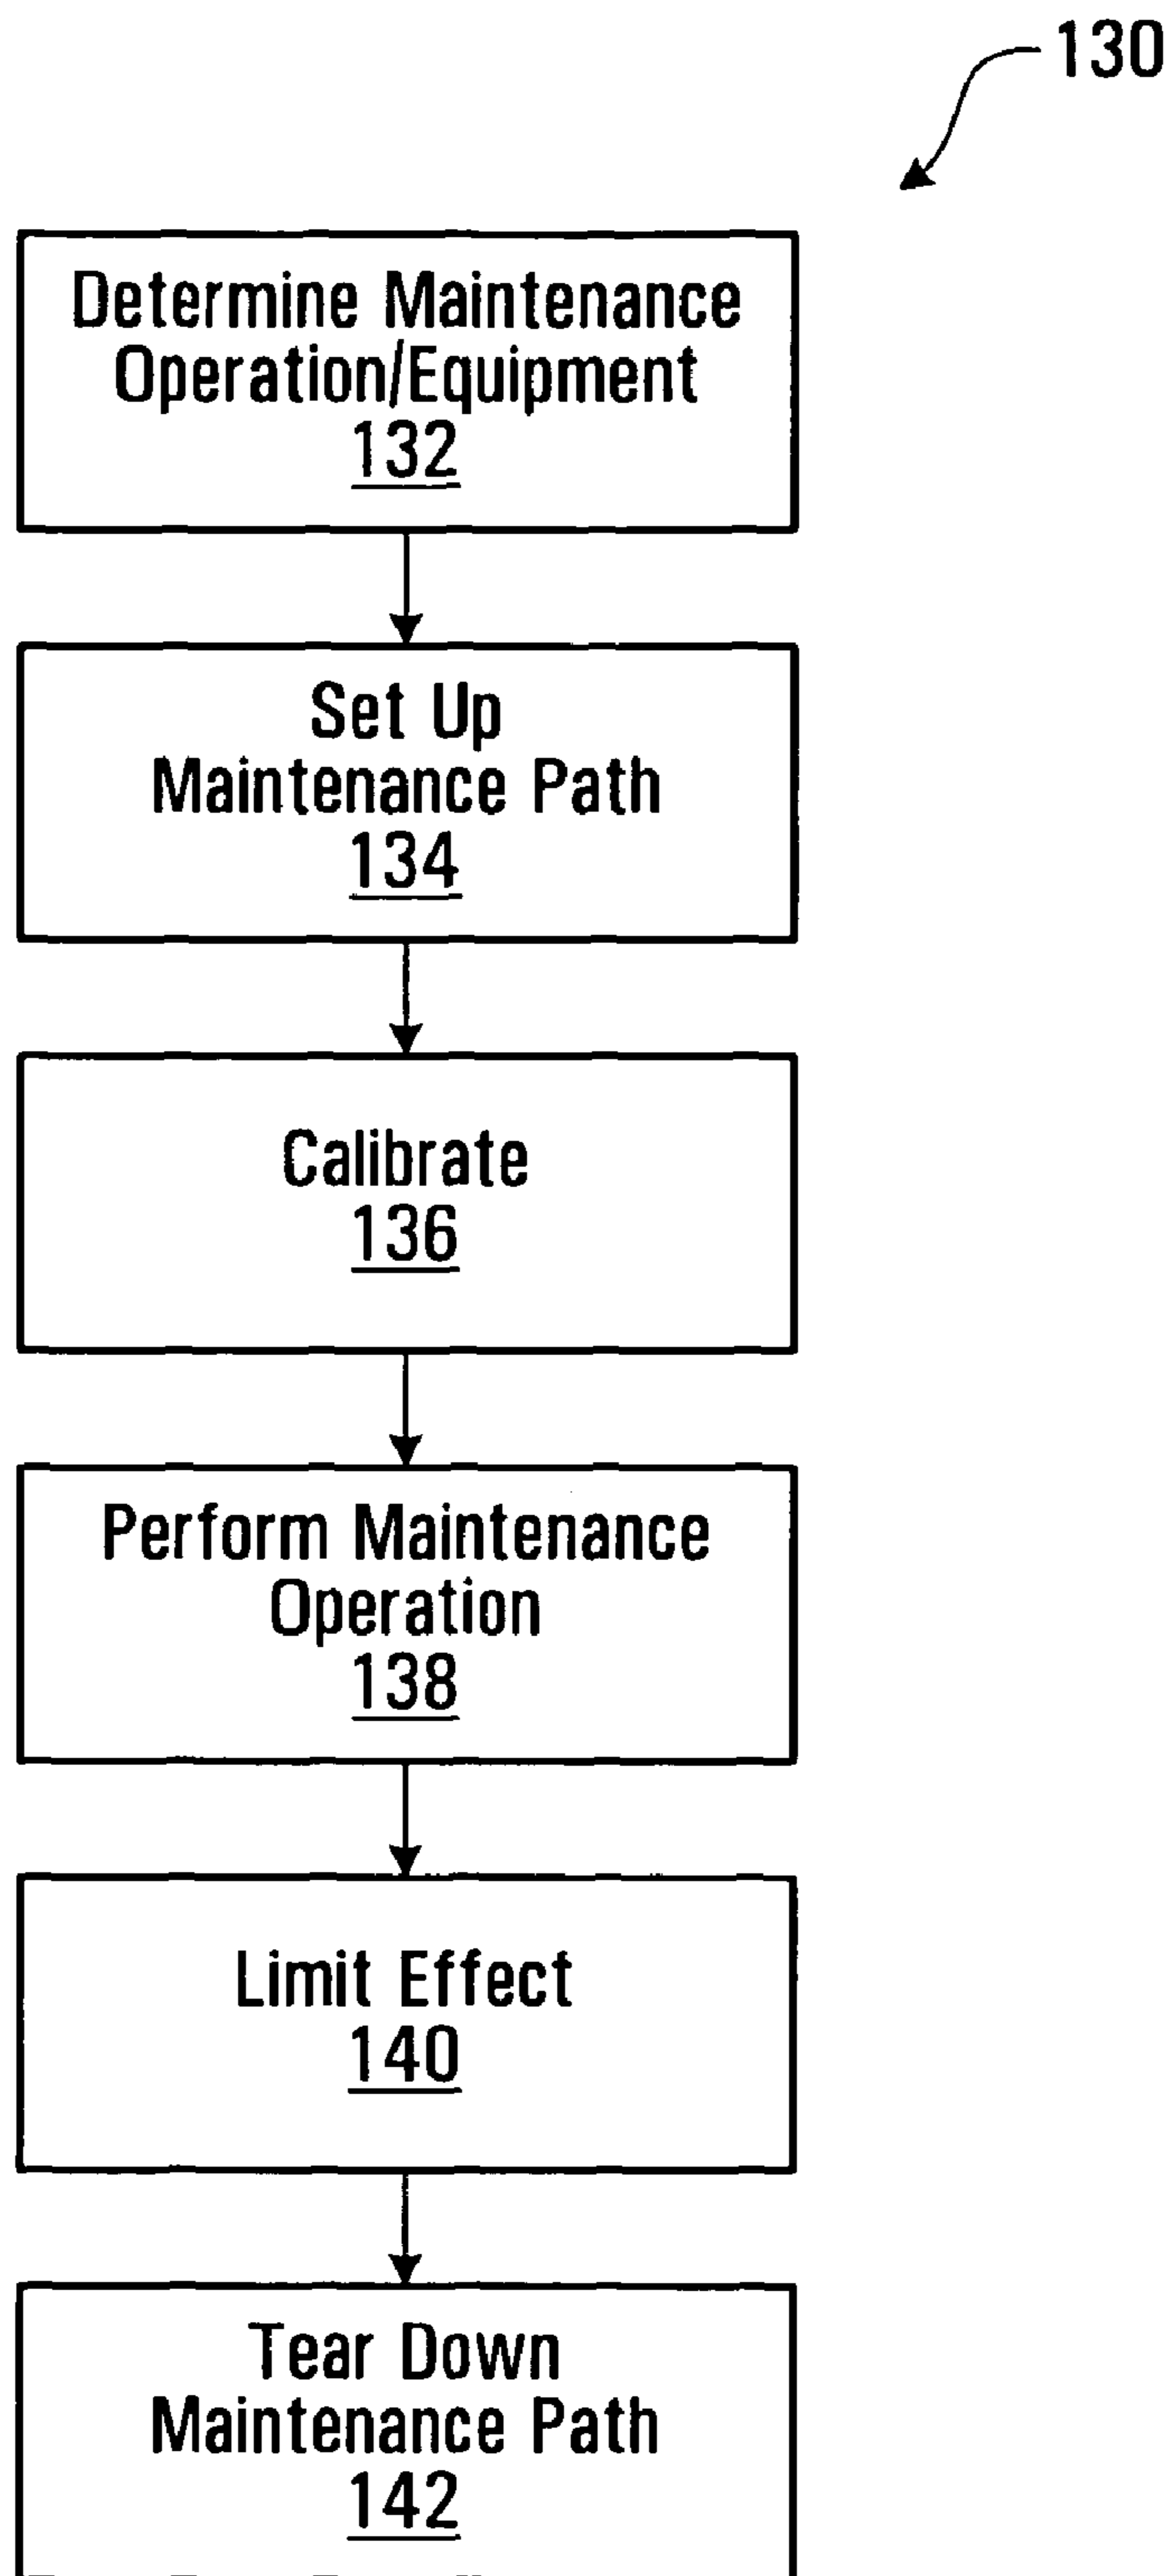 130
Determine Maintenance
Operation/Equipment
132
Set Up
Maintenance Path
134
Calibrate
136
Perform Maintenance
Operation
138
Limit Effect
140
Tear Down
Maintenance Path
142